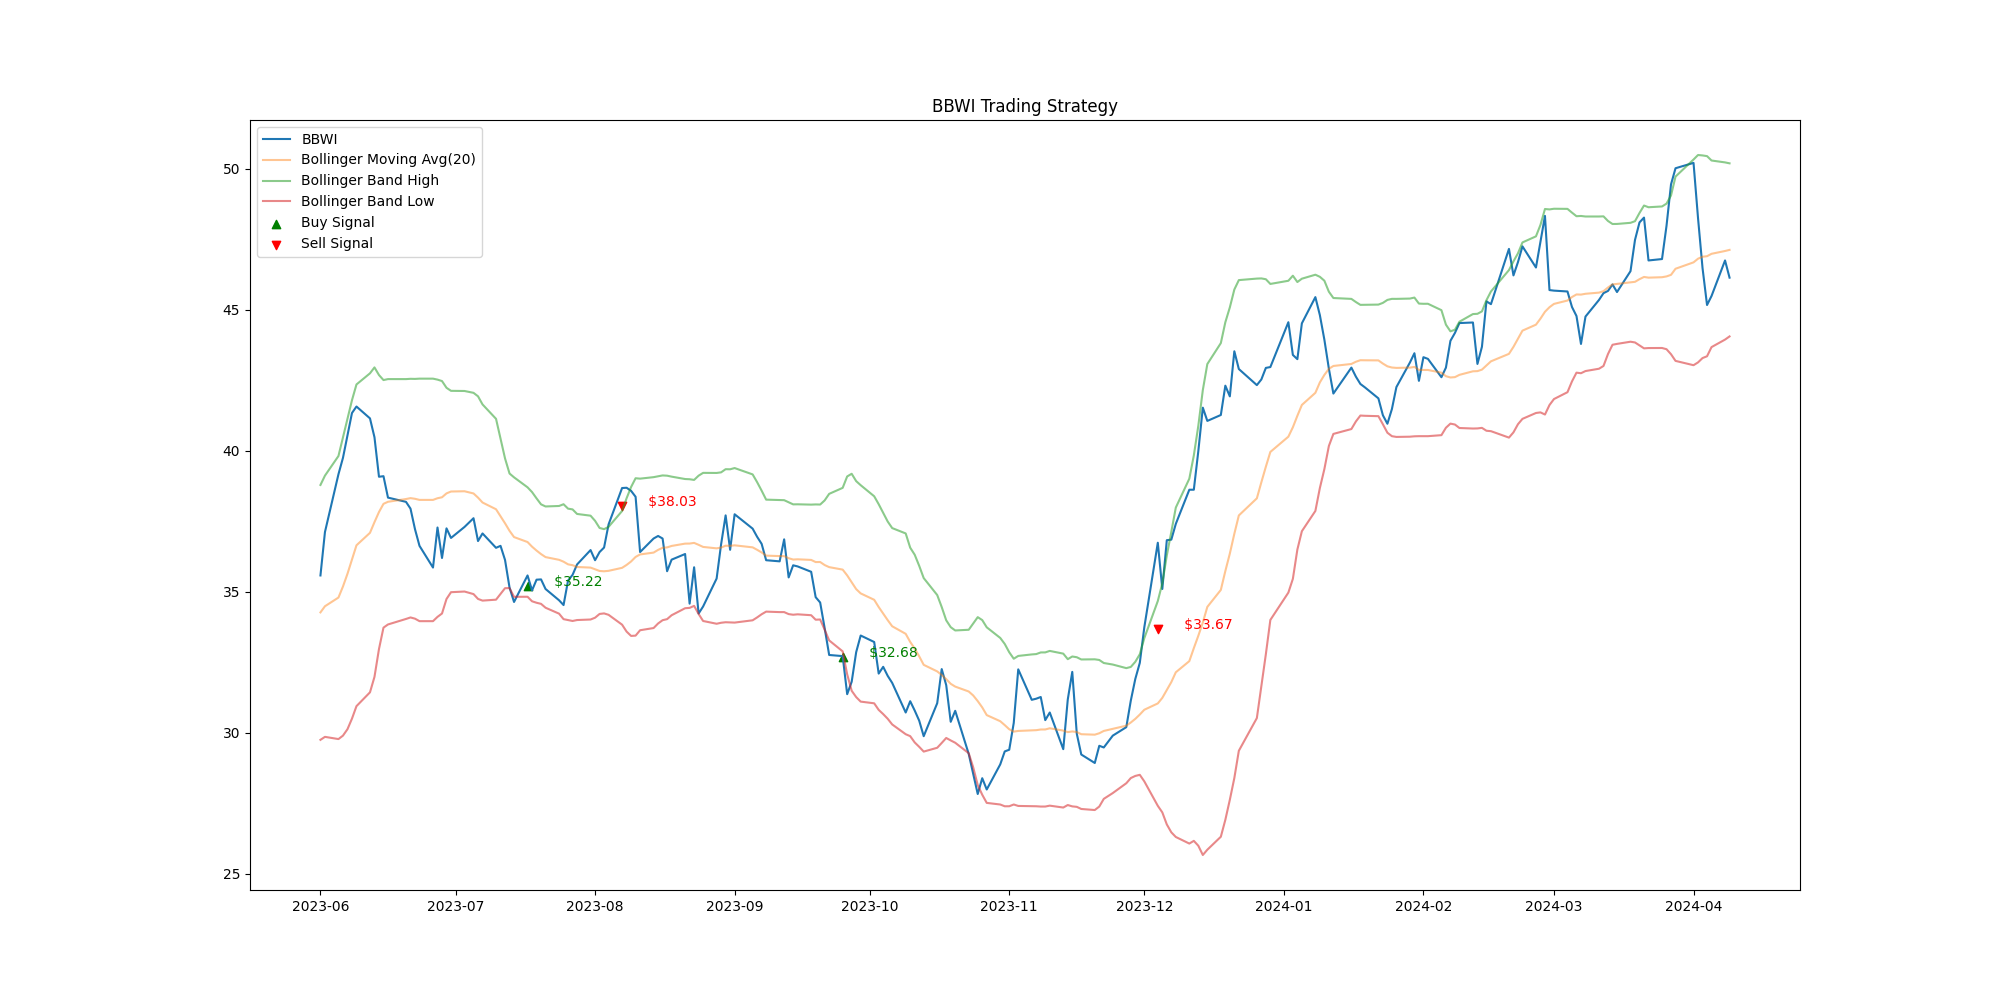 BBWI Trading Strategy
BBWI
Bollinger Moving Avg(20)
Bollinger Band High
Bollinger Band Low
Buy Signal
Sell Signal
50
45
40
35
30
25
$38.03
$35.22
$33.67
$32.68
2023-06 2023-07 2023-08 2023-09 2023-10 2023-11 2023-12 2024-01 2024-02 2024-03 2024-04